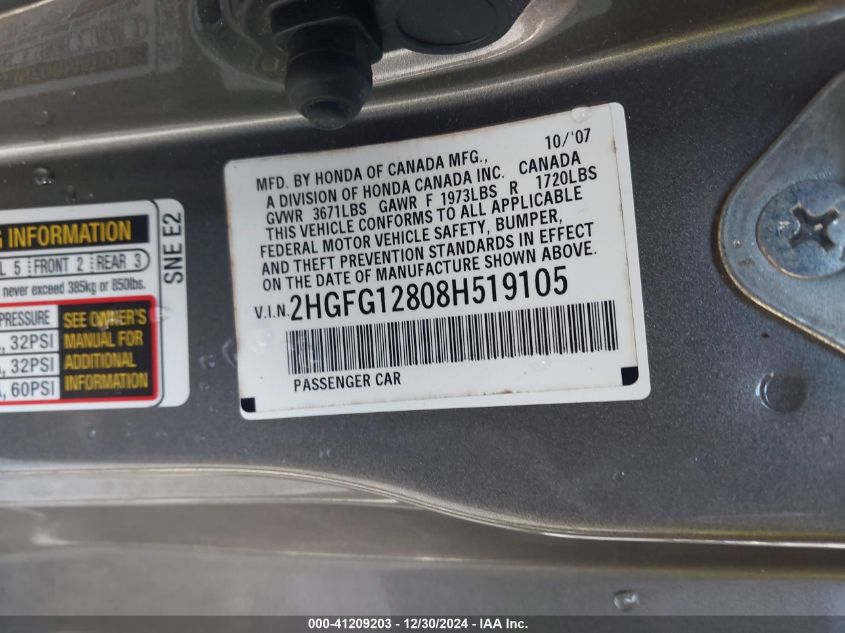 10/'07
MFD. BY HONDA OF CANADA MFG.,
A DIVISION OF HONDA CANADA INC. CANADA
GVWR 3671LBS GAWR F 1973LBS R 1720LBS
THIS VEHICLE CONFORMS TO ALL APPLICABLE
FEDERAL MOTOR VEHICLE SAFETY, BUMPER,
AND THEFT PREVENTION STANDARDS IN EFFECT
ON THE DATE OF MANUFACTURE SHOWN ABOVE.
V.I.N. 2HGFG12808H519105
PASSENGER CAR
G INFORMATION
L 5 FRONT 2 REAR 3
never exceed 385kg or 850lbs.
PRESSURE
, 32PSI
, 32PSI
, 60PSI
SEE OWNER'S
MANUAL FOR
ADDITIONAL
INFORMATION
SNE E2
000-41209203 - 12/30/2024 - IAA Inc.